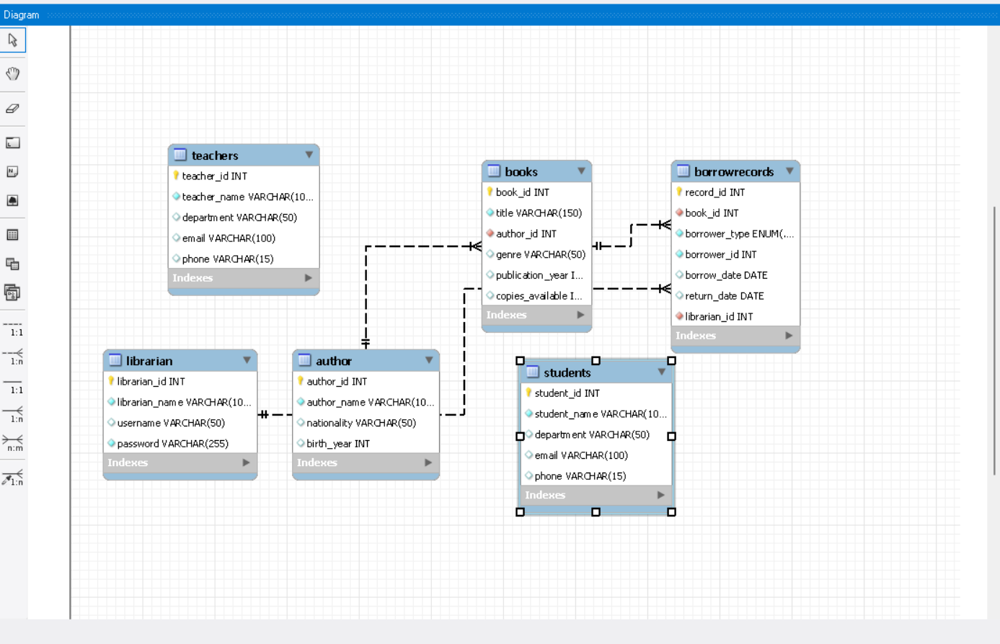 Diagram
teachers
teacher_id INT
teacher_name VARCHAR(10...
department VARCHAR(50)
email VARCHAR(100)
phone VARCHAR(15)
Indexes
books
book_id INT
title VARCHAR(150)
author_id INT
genre VARCHAR(50)
publication_year I...
copies_available I...
Indexes
borrowrecords
record_id INT
book_id INT
borrower_type ENUM(....
borrower_id INT
borrow_date DATE
return_date DATE
librarian_id INT
Indexes
librarian
librarian_id INT
librarian_name VARCHAR(10...
username VARCHAR(50)
password VARCHAR(255)
Indexes
author
author_id INT
author_name VARCHAR(10...
nationality VARCHAR(50)
birth_year INT
Indexes
students
student_id INT
student_name VARCHAR(10...
department VARCHAR(50)
email VARCHAR(100)
phone VARCHAR(15)
Indexes
1:1
1:n
1:1
1:n
n:m
1:n